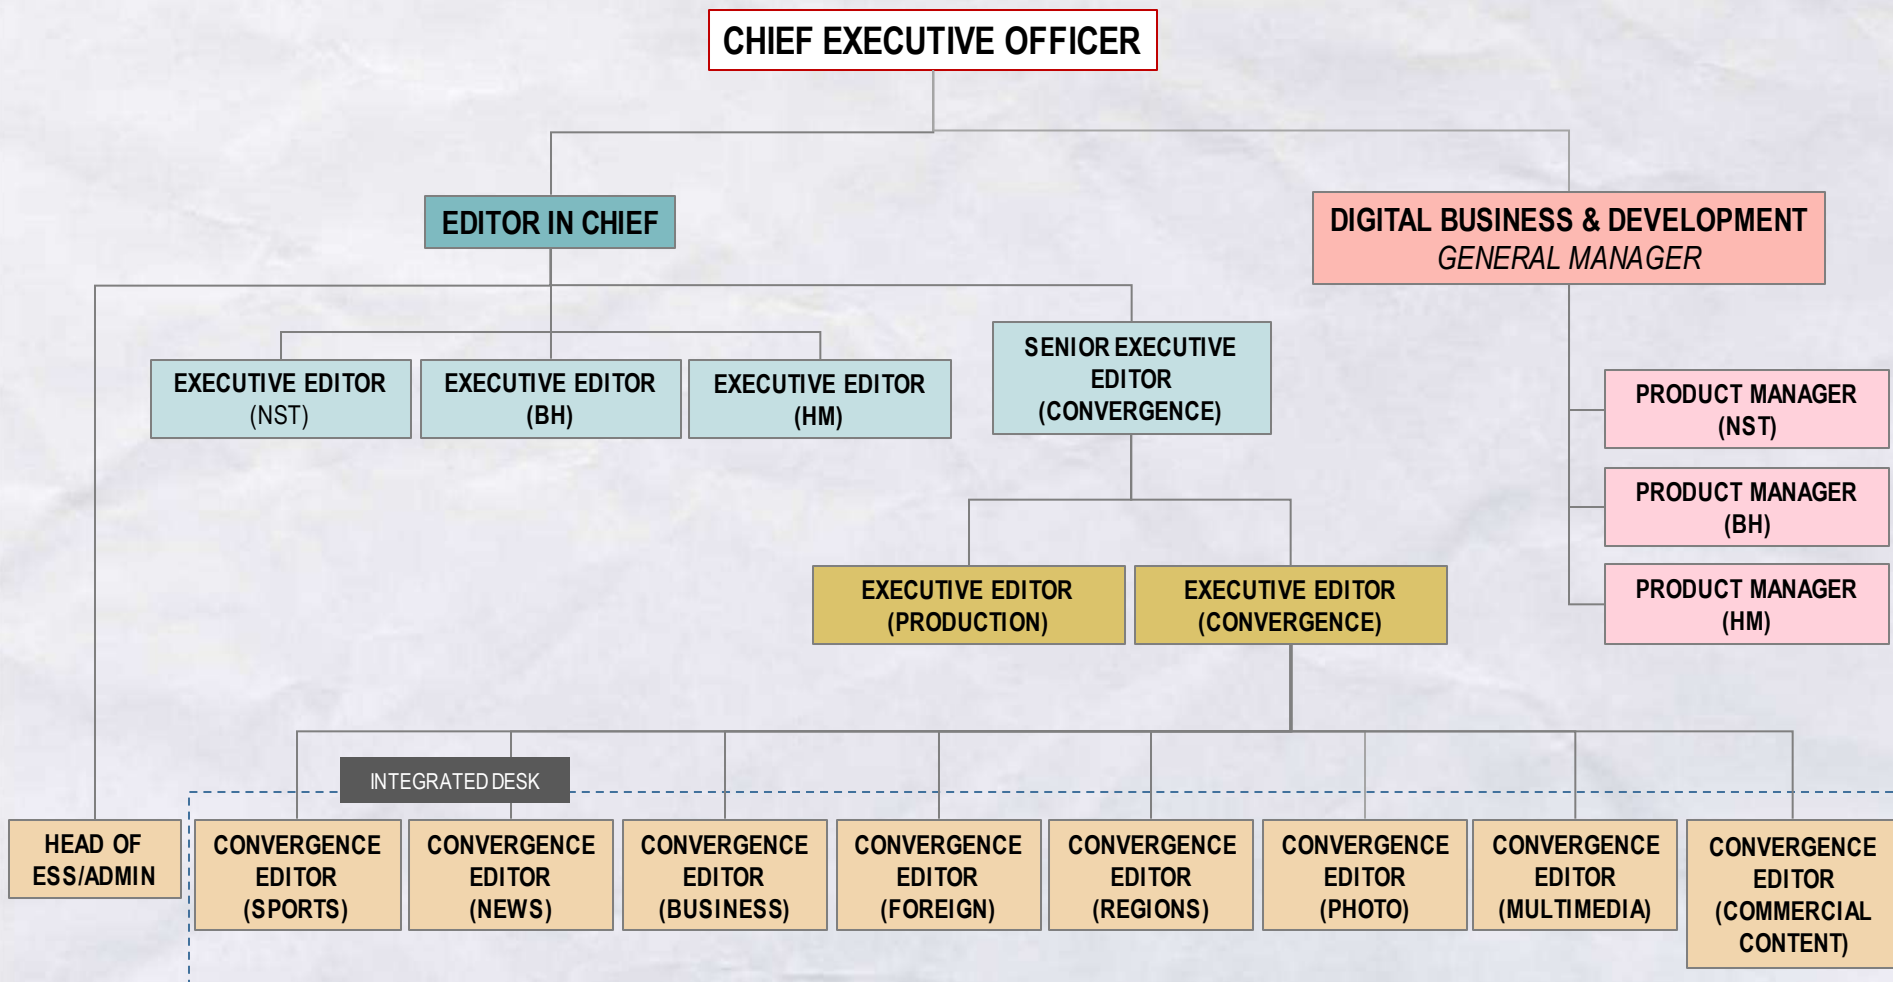 CHIEF EXECUTIVE OFFICER
EDITOR IN CHIEF
DIGITAL BUSINESS & DEVELOPMENT
GENERAL MANAGER
EXECUTIVE EDITOR
(NST)
EXECUTIVE EDITOR
(BH)
EXECUTIVE EDITOR
(HM)
SENIOR EXECUTIVE
EDITOR
(CONVERGENCE)
PRODUCT MANAGER
(NST)
PRODUCT MANAGER
(BH)
PRODUCT MANAGER
(HM)
EXECUTIVE EDITOR
(PRODUCTION)
EXECUTIVE EDITOR
(CONVERGENCE)
INTEGRATED DESK
HEAD OF
ESS/ADMIN
CONVERGENCE
EDITOR
(SPORTS)
CONVERGENCE
EDITOR
(NEWS)
CONVERGENCE
EDITOR
(BUSINESS)
CONVERGENCE
EDITOR
(FOREIGN)
CONVERGENCE
EDITOR
(REGIONS)
CONVERGENCE
EDITOR
(PHOTO)
CONVERGENCE
EDITOR
(MULTIMEDIA)
CONVERGENCE
EDITOR
(COMMERCIAL
CONTENT)